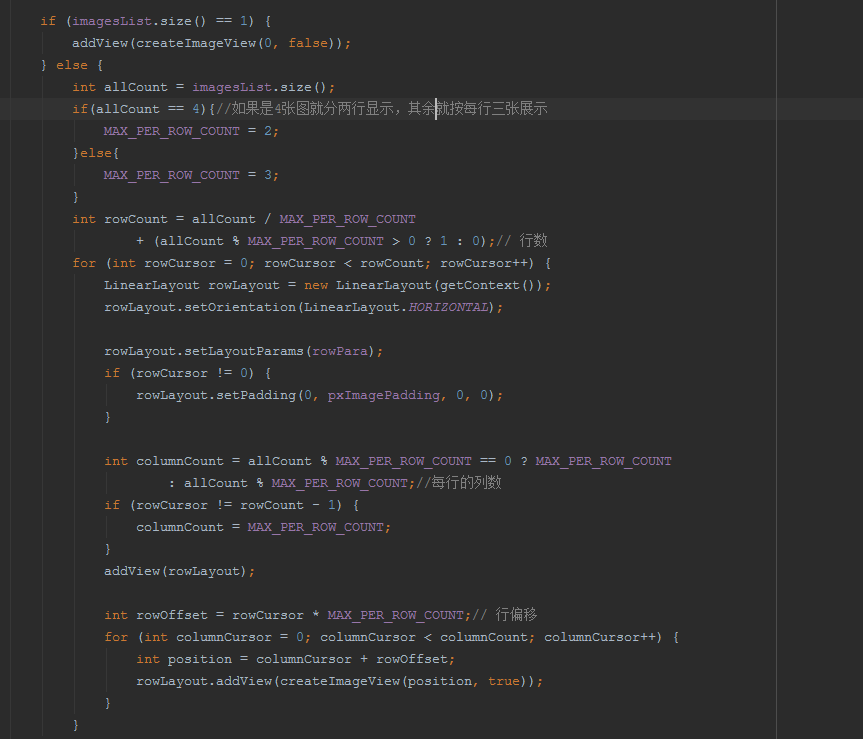 if (imagesList.size() == 1) {
addView(createImageView(0, false));
} else {
int allCount = imagesList.size();
if(allCount == 4){//如果是4张图就分两行显示，其余就按每行三张展示
MAX_PER_ROW_COUNT = 2;
}else{
MAX_PER_ROW_COUNT = 3;
}
int rowCount = allCount / MAX_PER_ROW_COUNT
+ (allCount % MAX_PER_ROW_COUNT > 0 ? 1 : 0);// 行数
for (int rowCursor = 0; rowCursor < rowCount; rowCursor++) {
LinearLayout rowLayout = new LinearLayout(getContext());
rowLayout.setOrientation(LinearLayout.HORIZONTAL);
rowLayout.setLayoutParams(rowPara);
if (rowCursor != 0) {
rowLayout.setPadding(0, pxImagePadding, 0, 0);
}
int columnCount = allCount % MAX_PER_ROW_COUNT == 0 ? MAX_PER_ROW_COUNT
: allCount % MAX_PER_ROW_COUNT;//每行的列数
if (rowCursor != rowCount - 1) {
columnCount = MAX_PER_ROW_COUNT;
}
addView(rowLayout);
int rowOffset = rowCursor * MAX_PER_ROW_COUNT;// 行偏移
for (int columnCursor = 0; columnCursor < columnCount; columnCursor++) {
int position = columnCursor + rowOffset;
rowLayout.addView(createImageView(position, true));
}
}